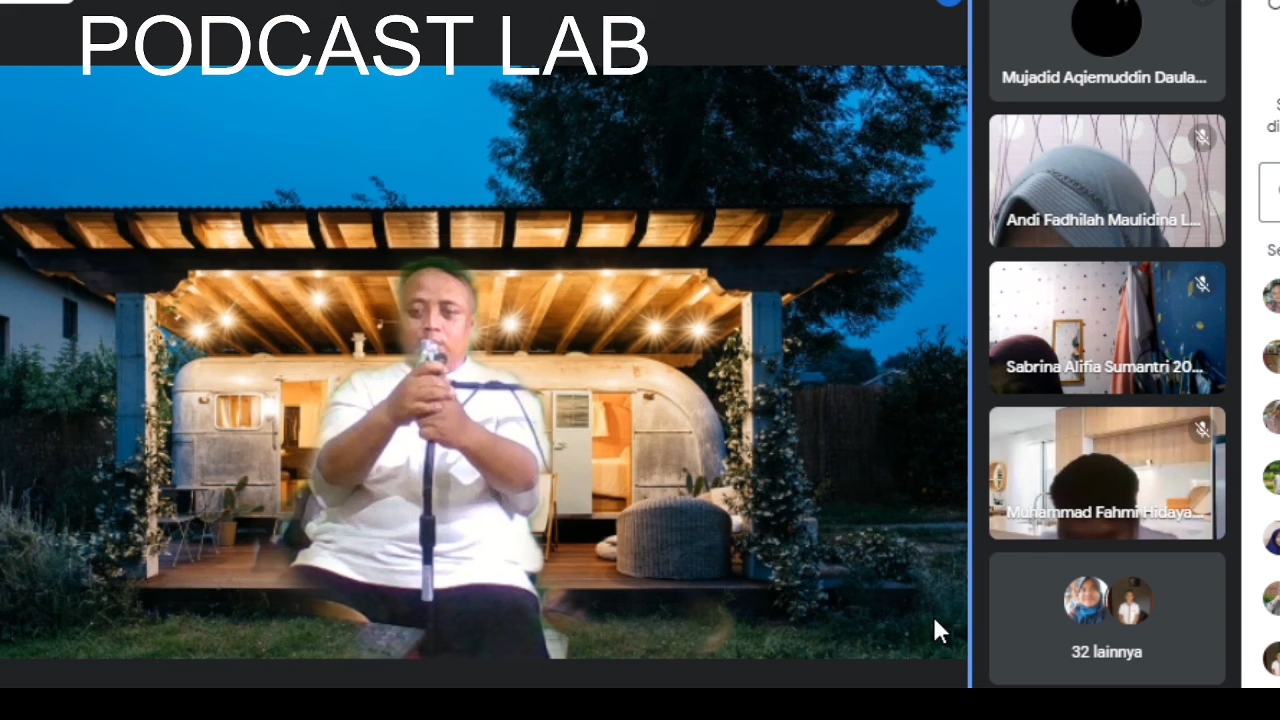 PODCAST LAB
Mujadid Aqiemuddin Daula...
Andi Fadhilah Maulidina L...
Sabrina Alifia Sumantri 20...
Muhammad Fahmi Hidaya...
32 lainnya